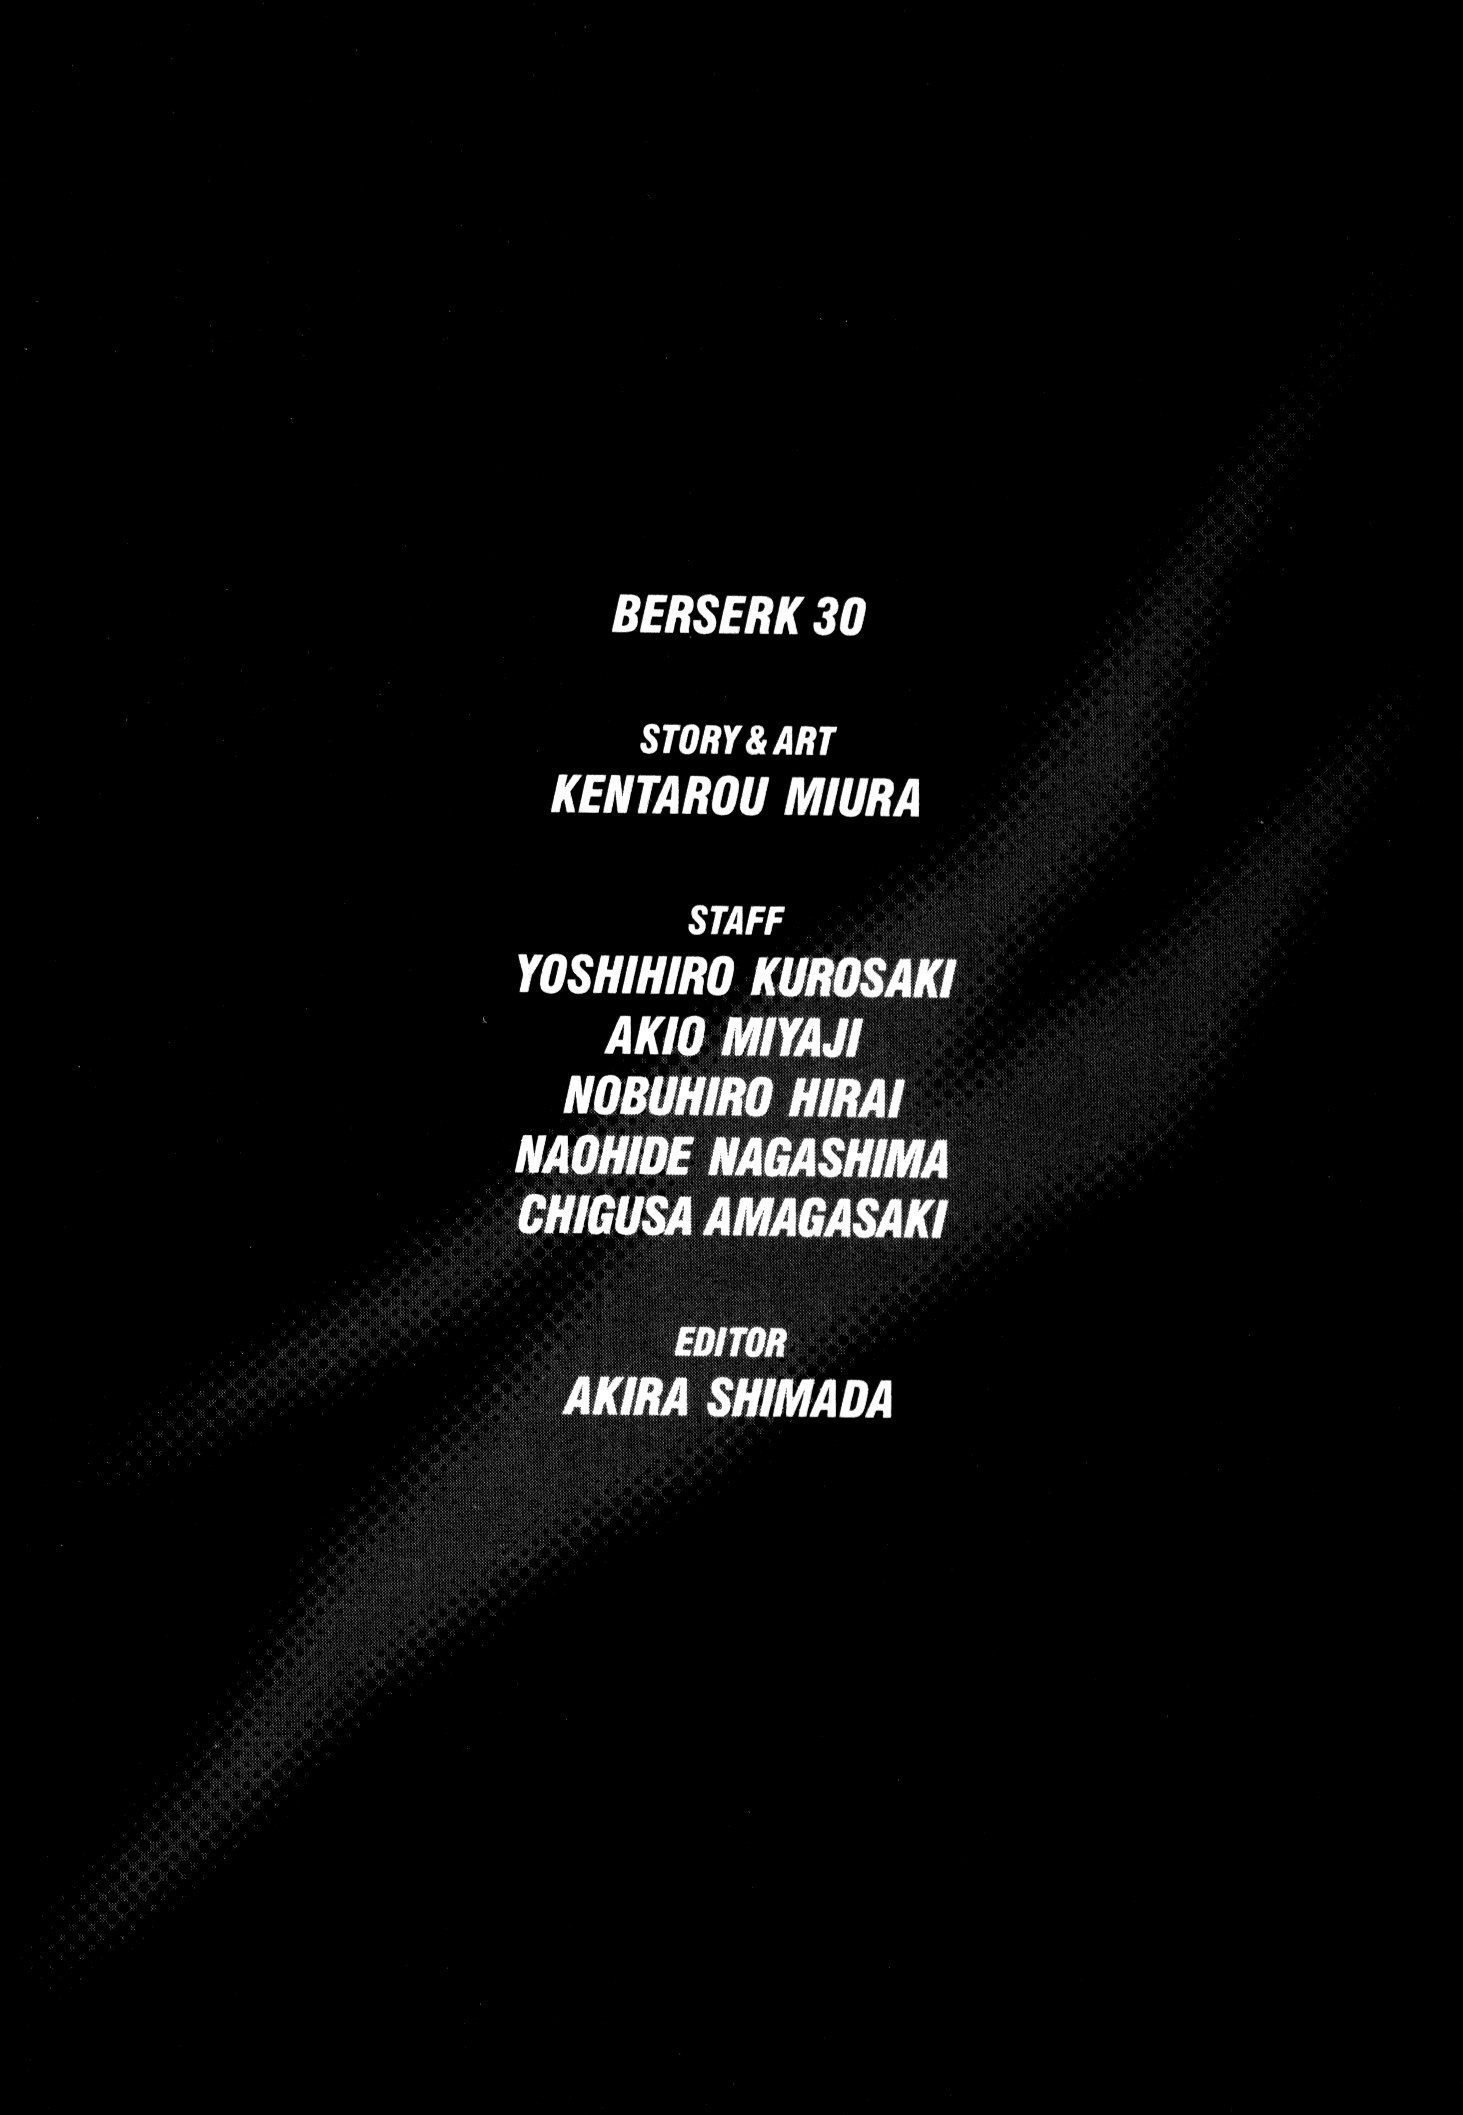 BERSERK 30
STORY & ART
KENTAROU MIURA
STAFF
YOSHIHIRO KUROSAKI
AKIO MIYAJI
NOBUHIRO HIRAI
NAOHIDE NAGASHIMA
CHIGUSA AMAGASAKI
EDITOR
AKIRA SHIMADA